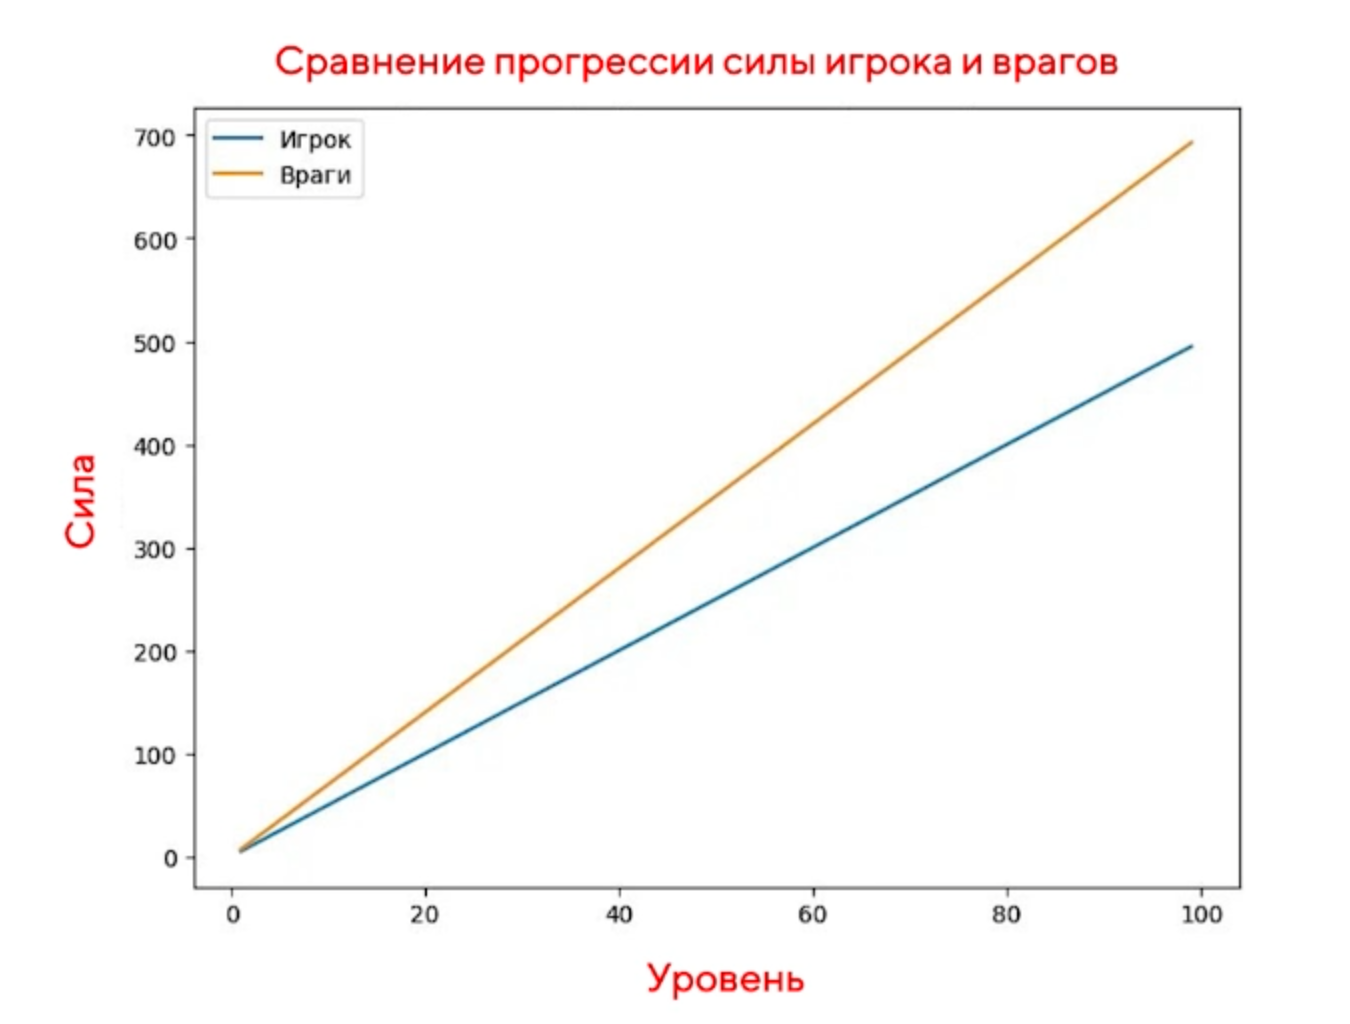 Сравнение прогрессии силы игрока и врагов
Игрок
Враги
700
600
500
400
300
200
100
0
Сила
0 20 40 60 80 100
Уровень